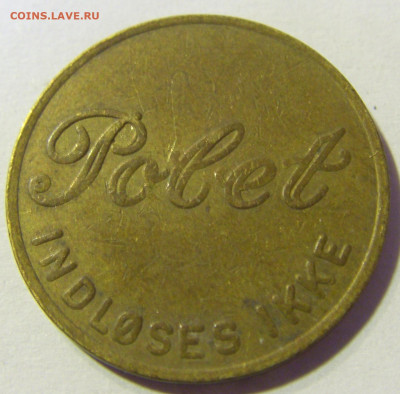 COINS.LAVE.RU
Polet
INDLØSES IKKE